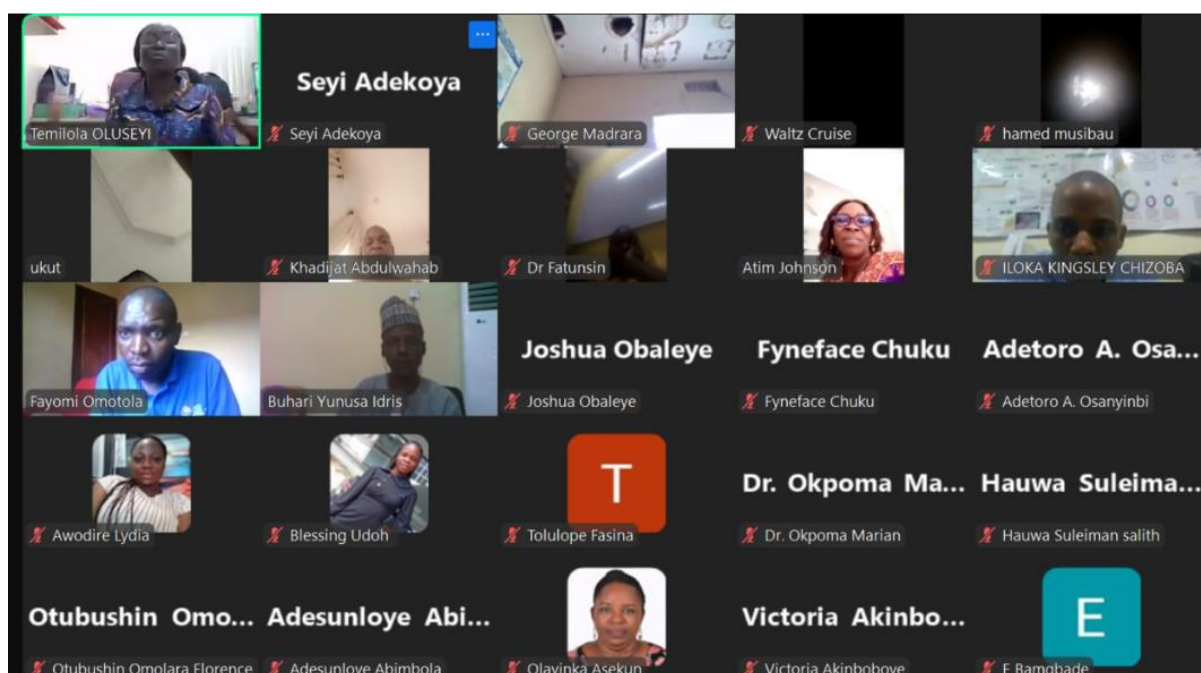 Temilola OLUSEYI
Seyi Adekoya
Seyi Adekoya
George Madrara
Waltz Cruise
hamed musibau
ukut
Khadijat Abdulwahab
Dr Fatunsin
Atim Johnson
ILOKA KINGSLEY CHIZOBA
Fayomi Omotola
Buhari Yunusa Idris
Joshua Obaleye
Joshua Obaleye
Fyneface Chuku
Fyneface Chuku
Adetoro A. Osa...
Adetoro A. Osanyinbi
Awodire Lydia
Blessing Udoh
T
Tolulope Fasina
Dr. Okpoma Ma...
Dr. Okpoma Marian
Hauwa Suleima...
Hauwa Suleiman salith
Otubushin Omo...
Otubushin Omolara Florence
Adesunloye Abi...
Adesunloye Abimbola
Olayinka Asekun
Victoria Akinbo...
Victoria Akinboboye
E
E Bamgbade